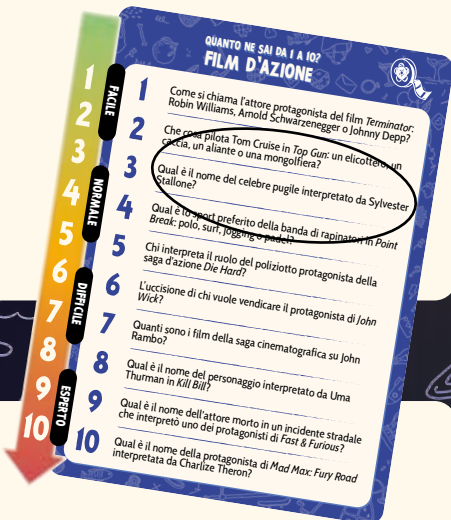 QUANTO NE SAI DA 1 A 10?
FILM D'AZIONE
1
2
3
4
5
6
7
8
9
10
FACILE
NORMALE
DIFFICILE
ESPERTO
1
Come si chiama l'attore protagonista del film Terminator:
Robin Williams, Arnold Schwarzenegger o Johnny Depp?
2
Che cosa pilota Tom Cruise in Top Gun: un elicottero, un
caccia, un aliante o una mongolfiera?
3
Qual è il nome del celebre pugile interpretato da Sylvester
Stallone?
4
Qual è lo sport preferito della banda di rapinatori in Point
Break: polo, surf, jogging o padel?
5
Chi interpreta il ruolo del poliziotto protagonista della
saga d'azione Die Hard?
6
L'uccisione di chi vuole vendicare il protagonista di John
Wick?
7
Quanti sono i film della saga cinematografica su John
Rambo?
8
Qual è il nome del personaggio interpretato da Uma
Thurman in Kill Bill?
9
Qual è il nome dell'attore morto in un incidente stradale
che interpretò uno dei protagonisti di Fast & Furious?
10
Qual è il nome della protagonista di Mad Max: Fury Road
interpretata da Charlize Theron?